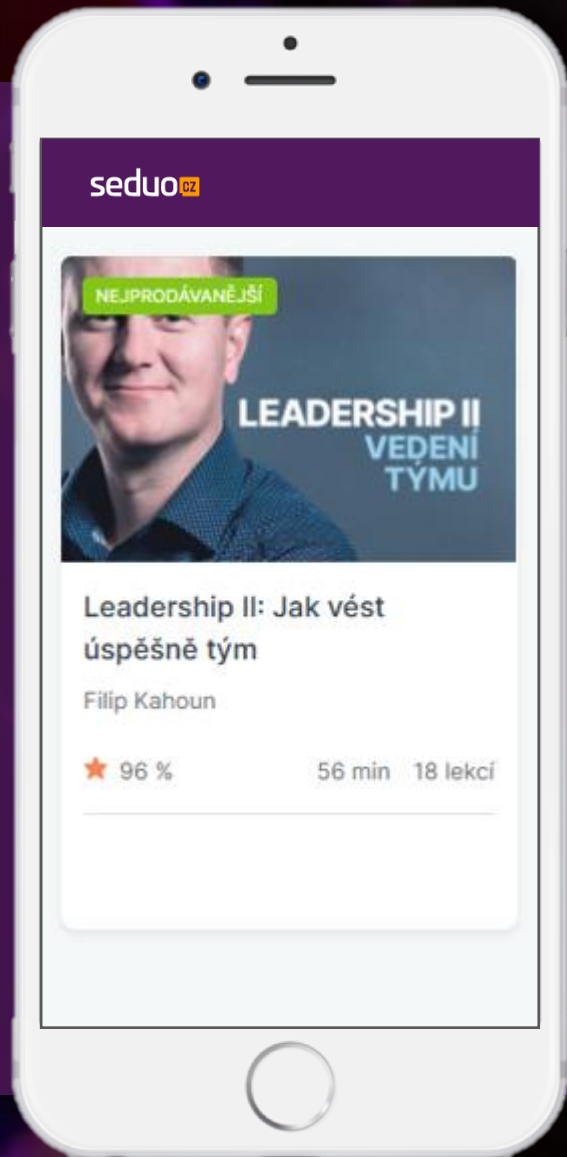 seduo CZ
NEJPRODÁVANĚJŠÍ
LEADERSHIP II
VEDENÍ
TÝMU
Leadership II: Jak vést
úspěšně tým
Filip Kahoun
96 % 56 min 18 lekcí